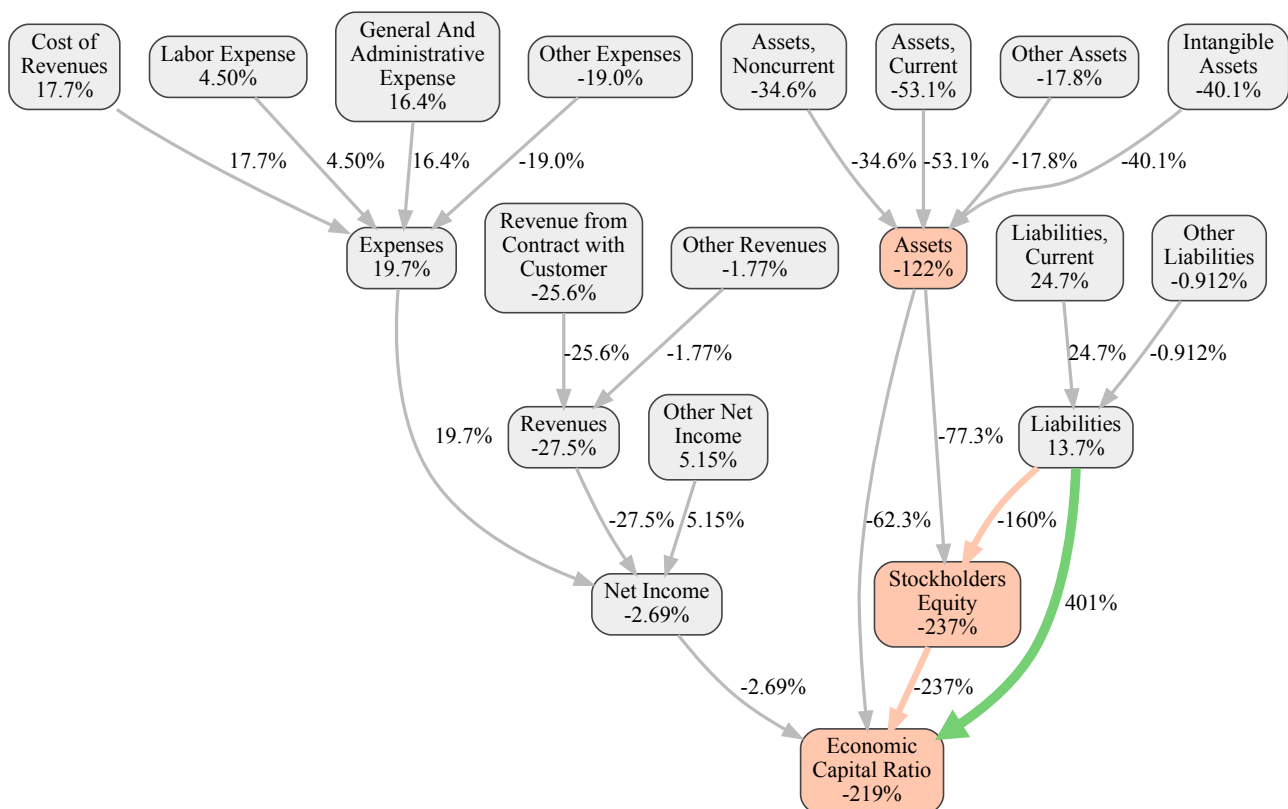 Cost of
Revenues
17.7%
Labor Expense
4.50%
General And
Administrative
Expense
16.4%
Other Expenses
-19.0%
Assets,
Noncurrent
-34.6%
Assets,
Current
-53.1%
Other Assets
-17.8%
Intangible
Assets
-40.1%
17.7%
4.50%
16.4%
-19.0%
-34.6%
-53.1%
-17.8%
-40.1%
Expenses
19.7%
Revenue from
Contract with
Customer
-25.6%
Other Revenues
-1.77%
Assets
-122%
Liabilities,
Current
24.7%
Other
Liabilities
-0.912%
-25.6%
-1.77%
24.7%
-0.912%
19.7%
Revenues
-27.5%
Other Net
Income
5.15%
-77.3%
Liabilities
13.7%
-27.5%
5.15%
-62.3%
-160%
Net Income
-2.69%
Stockholders
Equity
-237%
401%
-2.69%
-237%
Economic
Capital Ratio
-219%